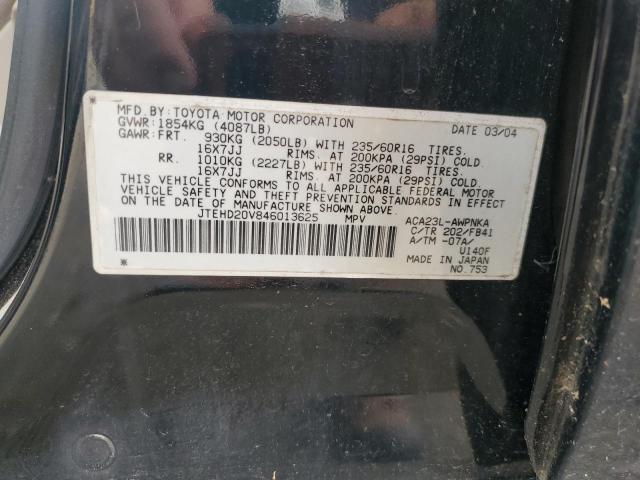 MFD. BY: TOYOTA MOTOR CORPORATION DATE 03/04
GVWR: 1854KG (4087LB)
GAWR: FRT. 930KG (2050LB) WITH 235/60R16 TIRES.
16X7JJ RIMS. AT 200KPA (29PSI) COLD
RR. 1010KG (2227LB) WITH 235/60R16 TIRES.
16X7JJ RIMS. AT 200KPA (29PSI) COLD
THIS VEHICLE CONFORMS TO ALL APPLICABLE FEDERAL MOTOR
VEHICLE SAFETY AND THEFT PREVENTION STANDARDS IN EFFECT
ON THE DATE OF MANUFACTURE SHOWN ABOVE.
JTEHD20V846013625 MPV
ACA23L-AWPNKA
C/TR 202/FB41
A/TM -07A/
U140F
MADE IN JAPAN
NO.753